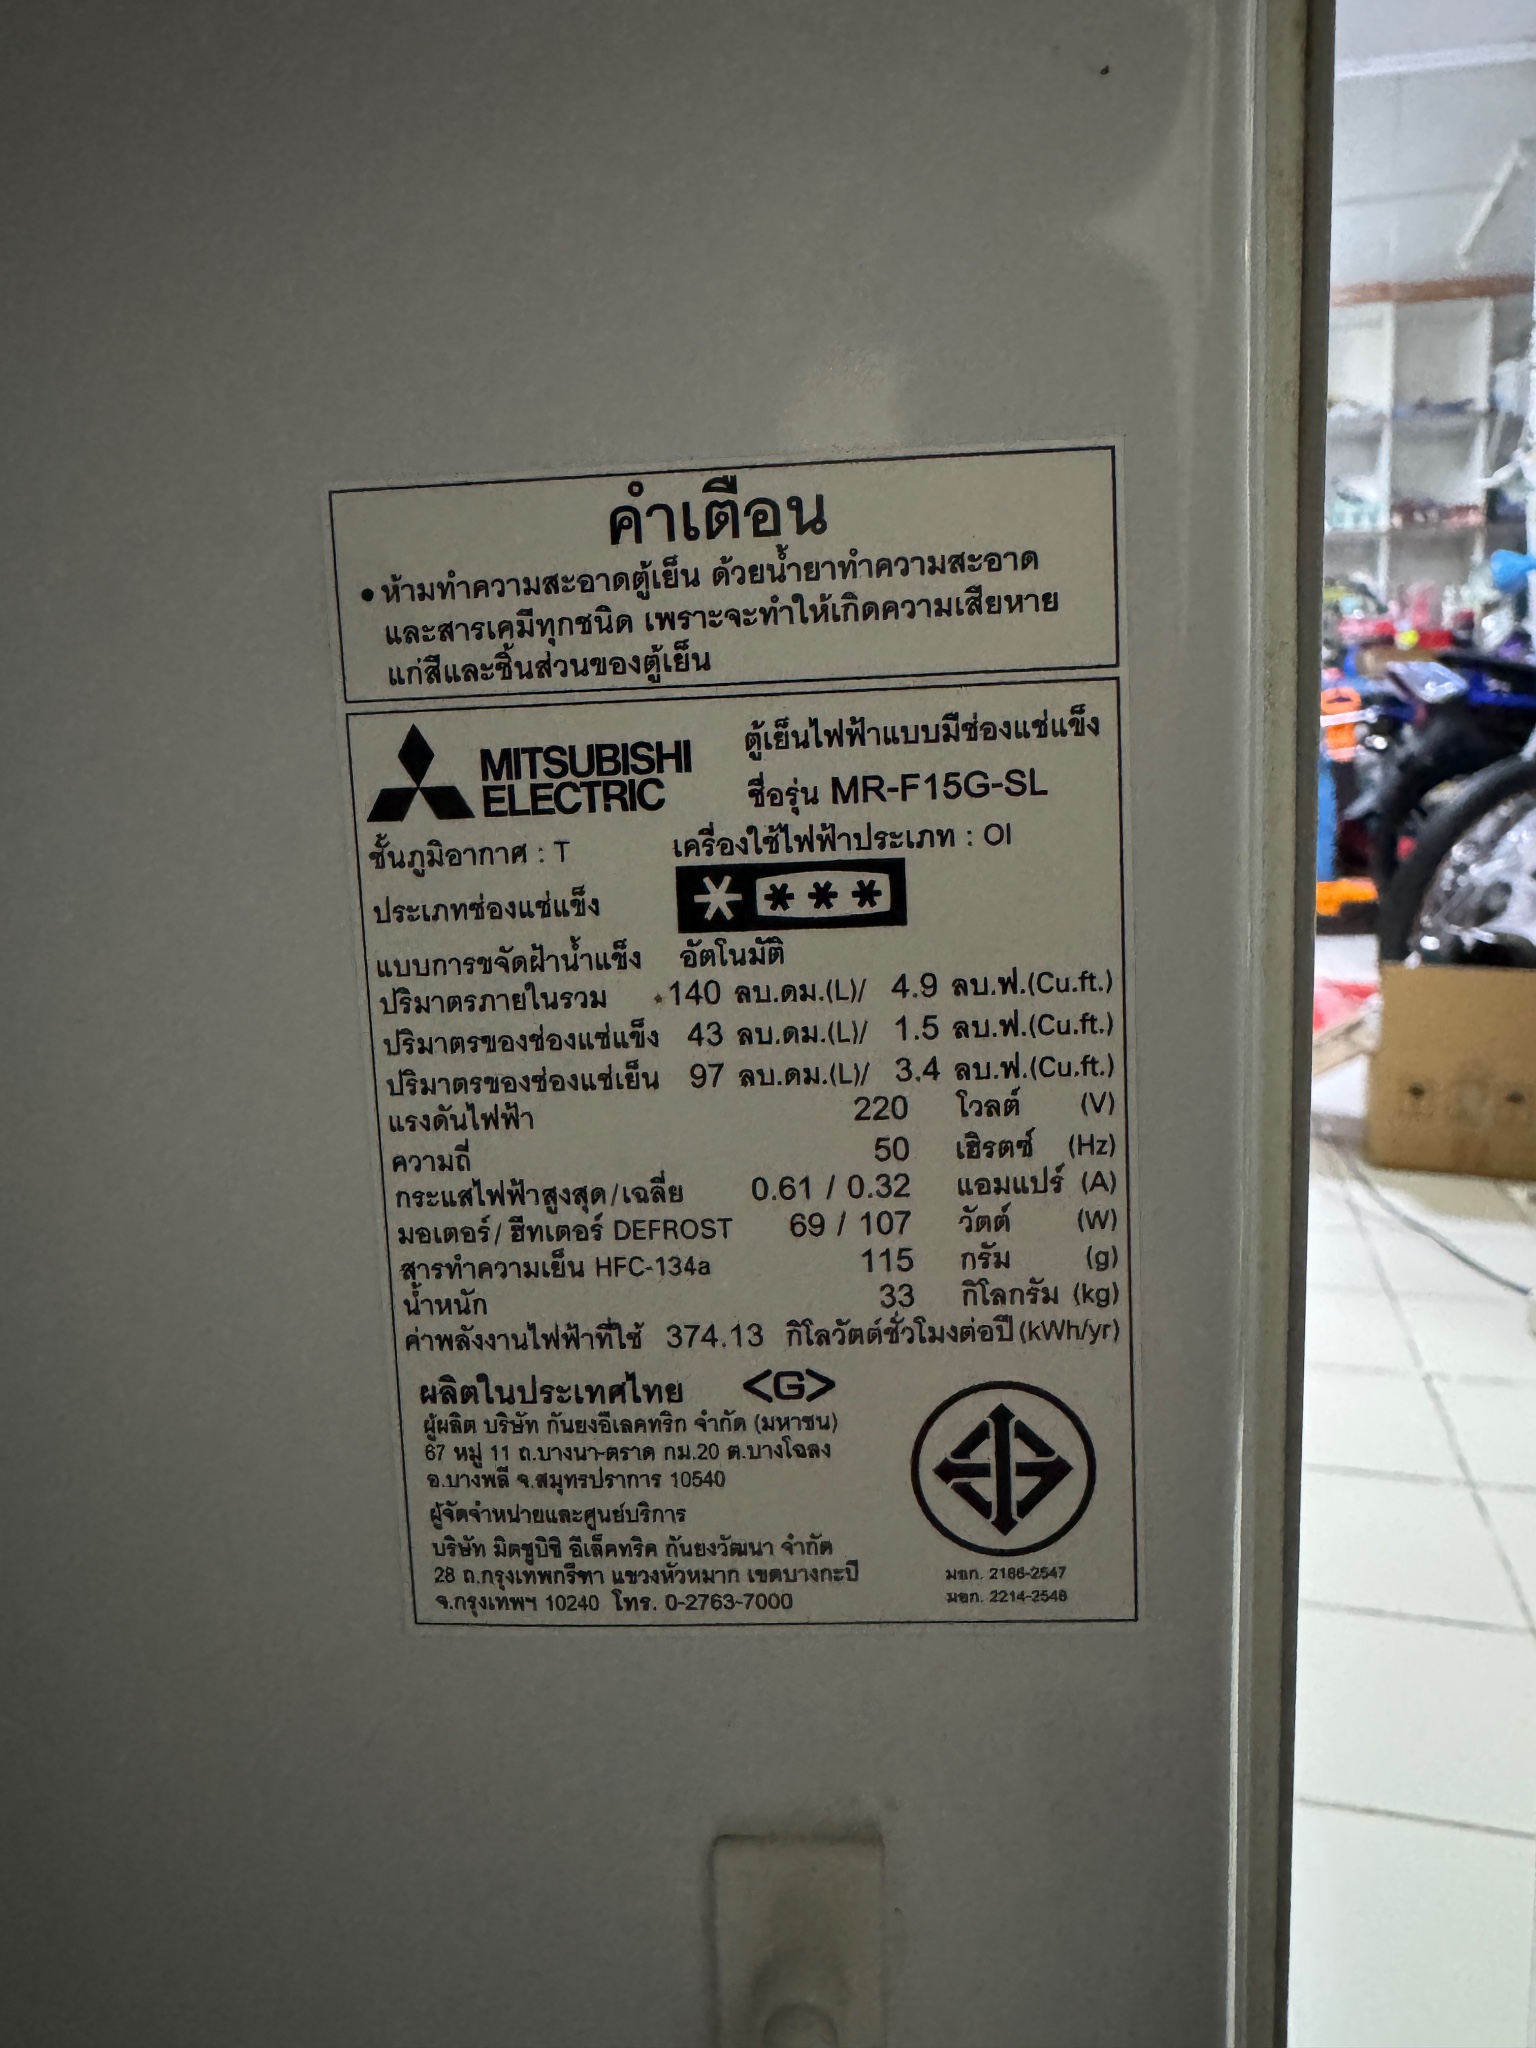 คำเตือน
• ห้ามทำความสะอาดตู้เย็น ด้วยน้ำยาทำความสะอาด
และสารเคมีทุกชนิด เพราะจะทำให้เกิดความเสียหาย
แก่สีและชิ้นส่วนของตู้เย็น
MITSUBISHI
ELECTRIC
ตู้เย็นไฟฟ้าแบบมีช่องแช่แข็ง
ชื่อรุ่น MR-F15G-SL
ชั้นภูมิอากาศ : T เครื่องใช้ไฟฟ้าประเภท : OI
ประเภทช่องแช่แข็ง * ***
แบบการขจัดฝ้าน้ำแข็ง อัตโนมัติ
ปริมาตรภายในรวม 140 ลบ.ดม.(L)/ 4.9 ลบ.ฟ.(Cu.ft.)
ปริมาตรของช่องแช่แข็ง 43 ลบ.ดม.(L)/ 1.5 ลบ.ฟ.(Cu.ft.)
ปริมาตรของช่องแช่เย็น 97 ลบ.ดม.(L)/ 3.4 ลบ.ฟ.(Cu.ft.)
แรงดันไฟฟ้า 220 โวลต์ (V)
ความถี่ 50 เฮิรตซ์ (Hz)
กระแสไฟฟ้าสูงสุด/เฉลี่ย 0.61 / 0.32 แอมแปร์ (A)
มอเตอร์/ ฮีทเตอร์ DEFROST 69 / 107 วัตต์ (W)
สารทำความเย็น HFC-134a 115 กรัม (g)
น้ำหนัก 33 กิโลกรัม (kg)
ค่าพลังงานไฟฟ้าที่ใช้ 374.13 กิโลวัตต์ชั่วโมงต่อปี (kWh/yr)
ผลิตในประเทศไทย <G>
ผู้ผลิต บริษัท กันยงอีเลคทริก จำกัด (มหาชน)
67 หมู่ 11 ถ.บางนา-ตราด กม.20 ต.บางโฉลง
อ.บางพลี จ.สมุทรปราการ 10540
ผู้จัดจำหน่ายและศูนย์บริการ
บริษัท มิตซูบิชิ อีเล็คทริค กันยงวัฒนา จำกัด
28 ถ.กรุงเทพกรีฑา แขวงหัวหมาก เขตบางกะปิ
จ.กรุงเทพฯ 10240 โทร. 0-2763-7000
มอก. 2186-2547
มอก. 2214-2548